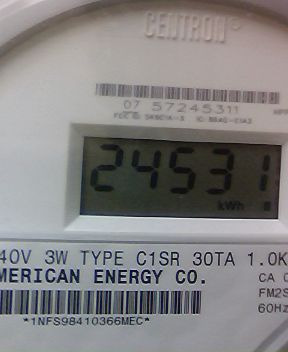 CENTRON®
07 57245311
24531
kWh
40V 3W TYPE C1SR 30TA 1.0K
MERICAN ENERGY CO.
CA
FM2S
60Hz
*1NFS98410366MEC*